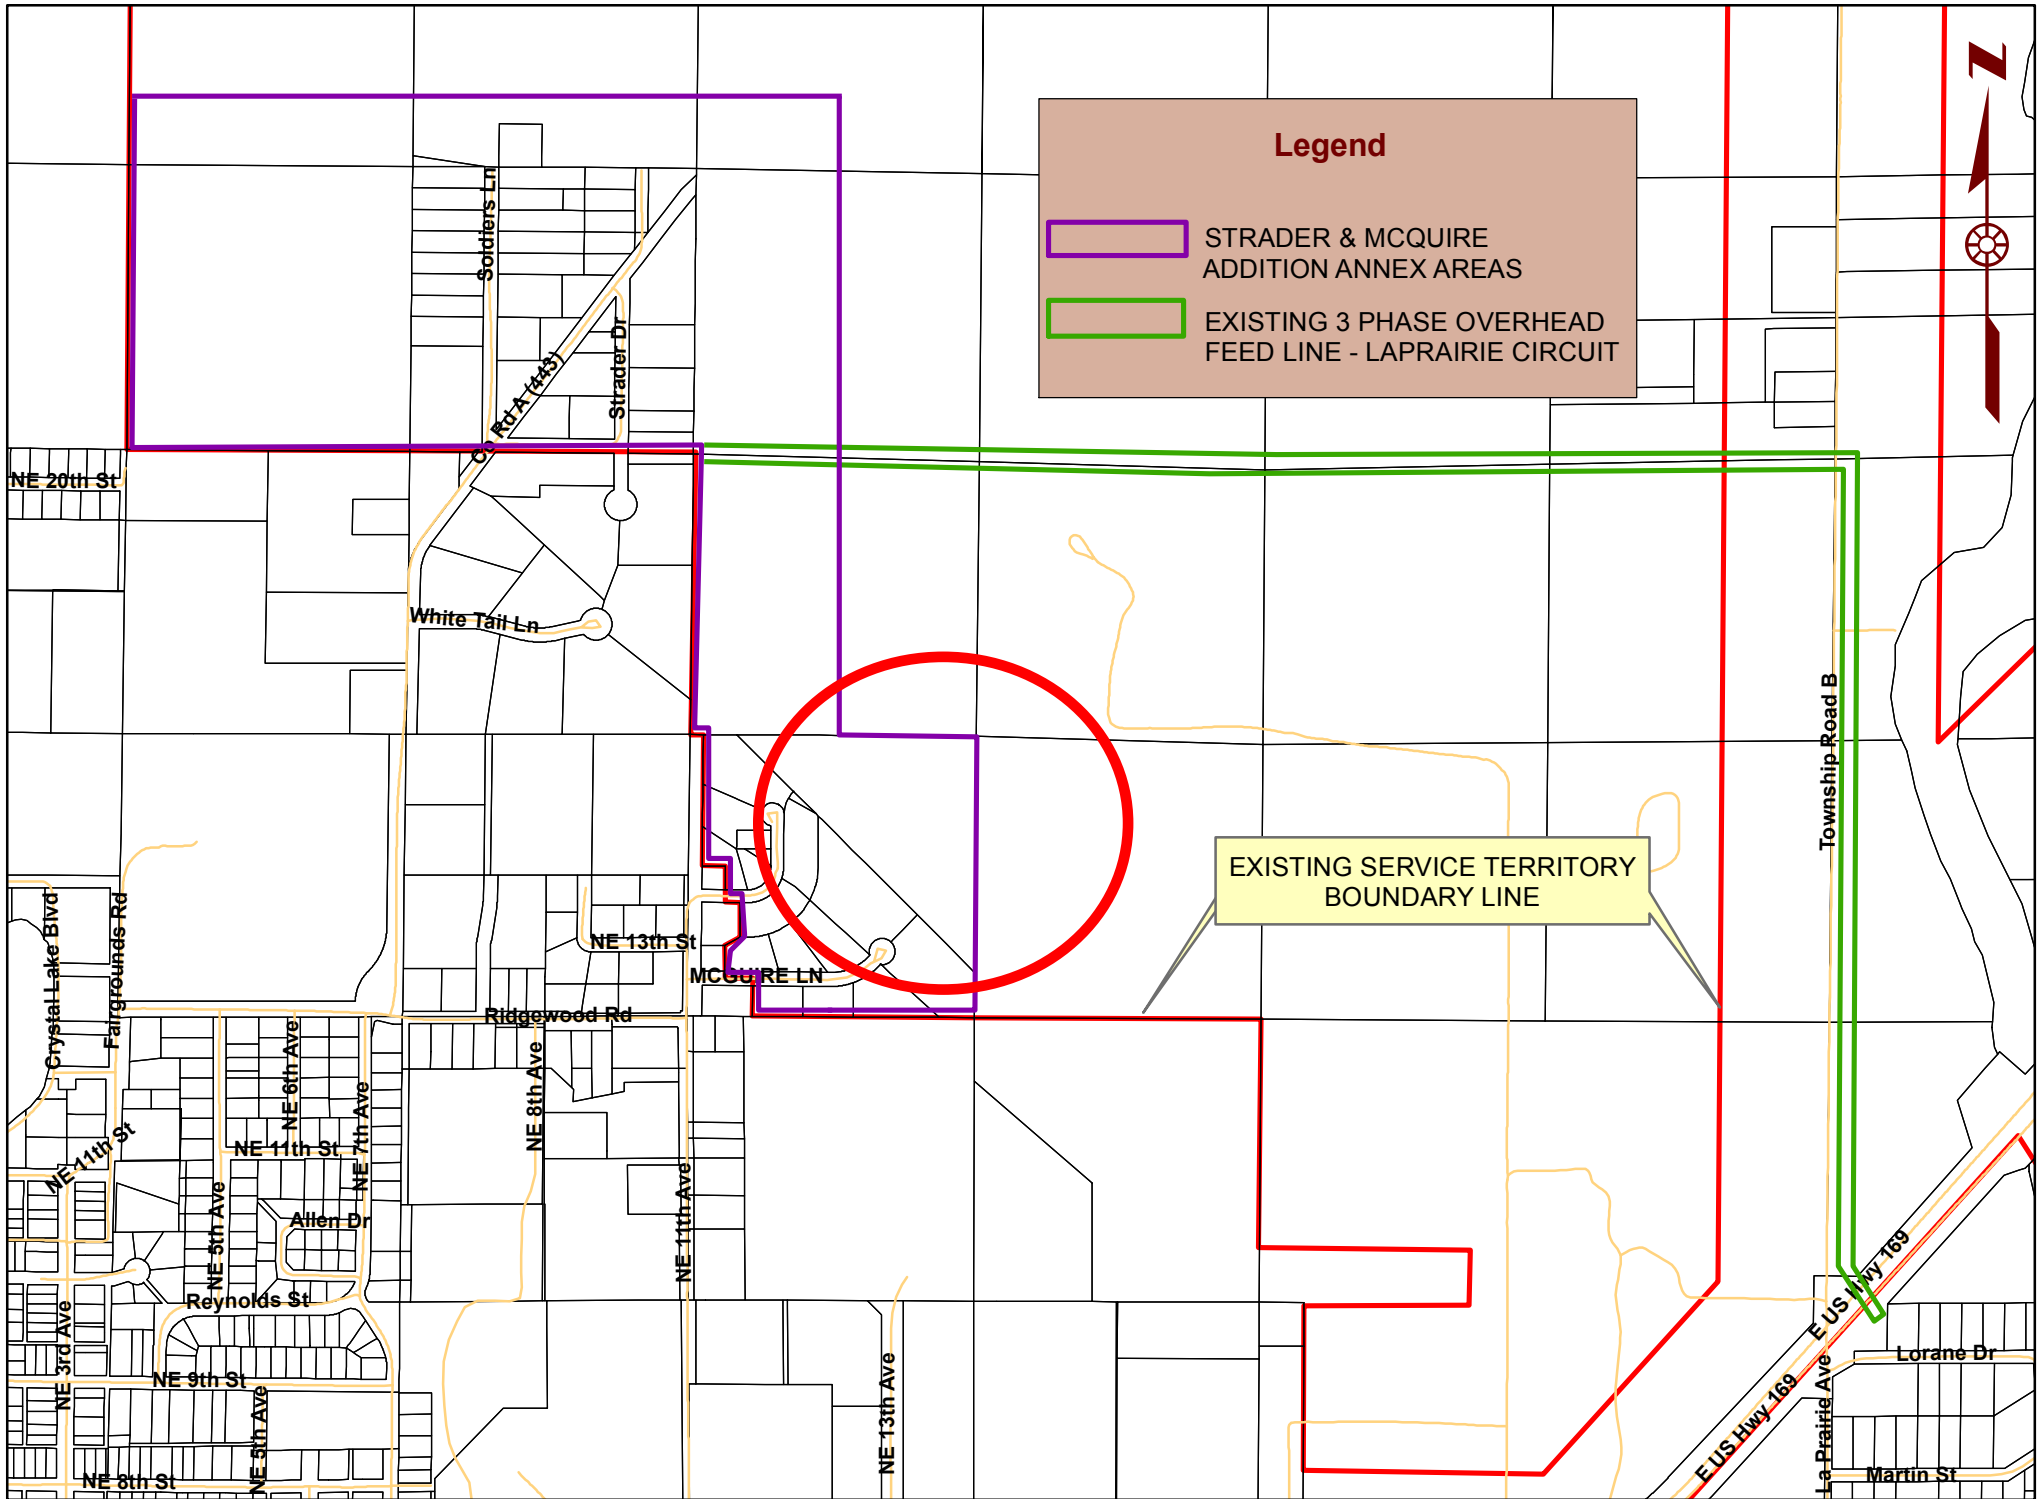 Legend
STRADER & MCQUIRE
ADDITION ANNEX AREAS
EXISTING 3 PHASE OVERHEAD
FEED LINE - LAPRAIRIE CIRCUIT
N
Soldiers Ln
Co Rd A (443)
Strader Dr
NE 20th St
White Tail Ln
Township Road B
EXISTING SERVICE TERRITORY
BOUNDARY LINE
Crystal Lake Blvd
Fairgrounds Rd
NE 13th St
MCGUIRE LN
Ridgewood Rd
NE 6th Ave
NE 7th Ave
NE 8th Ave
NE 11th St
NE 11th St
NE 5th Ave
Allen Dr
NE 11th Ave
Reynolds St
E US Hwy 169
NE 3rd Ave
NE 9th St
NE 5th Ave
NE 13th Ave
Lorane Dr
La Prairie Ave
E US Hwy 169
NE 8th St
Martin St